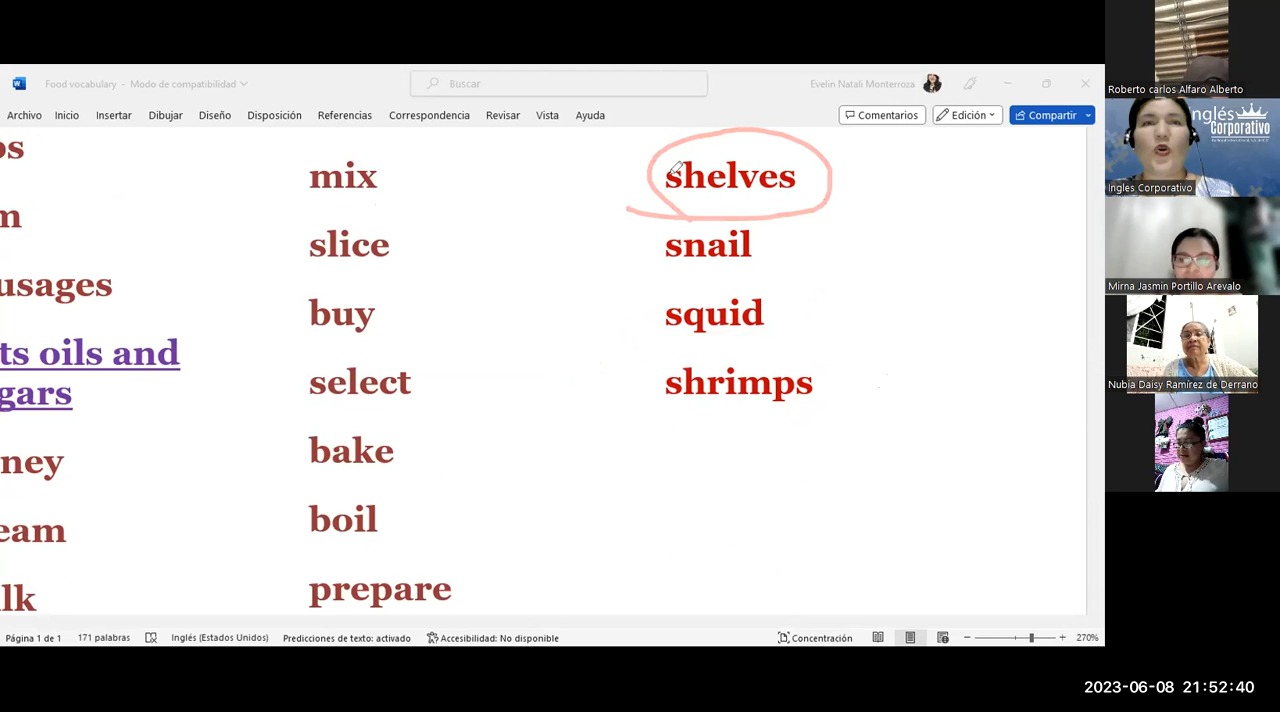 Food vocabulary - Modo de compatibilidad
Buscar
Evelin Natali Monterroza
Archivo Inicio Insertar Dibujar Diseño Disposición Referencias Correspondencia Revisar Vista Ayuda
Comentarios Edición Compartir
os
m
usages
ts oils and
gars
ney
eam
lk
mix
slice
buy
select
bake
boil
prepare
shelves
snail
squid
shrimps
Página 1 de 1 171 palabras Inglés (Estados Unidos) Predicciones de texto: activado Accesibilidad: No disponible Concentración 270%
Roberto carlos Alfaro Alberto
Inglés
Corporativo
Ingles Corporativo
Mirna Jasmin Portillo Arevalo
Nubia Daisy Ramírez de Derrano
2023-06-08 21:52:40